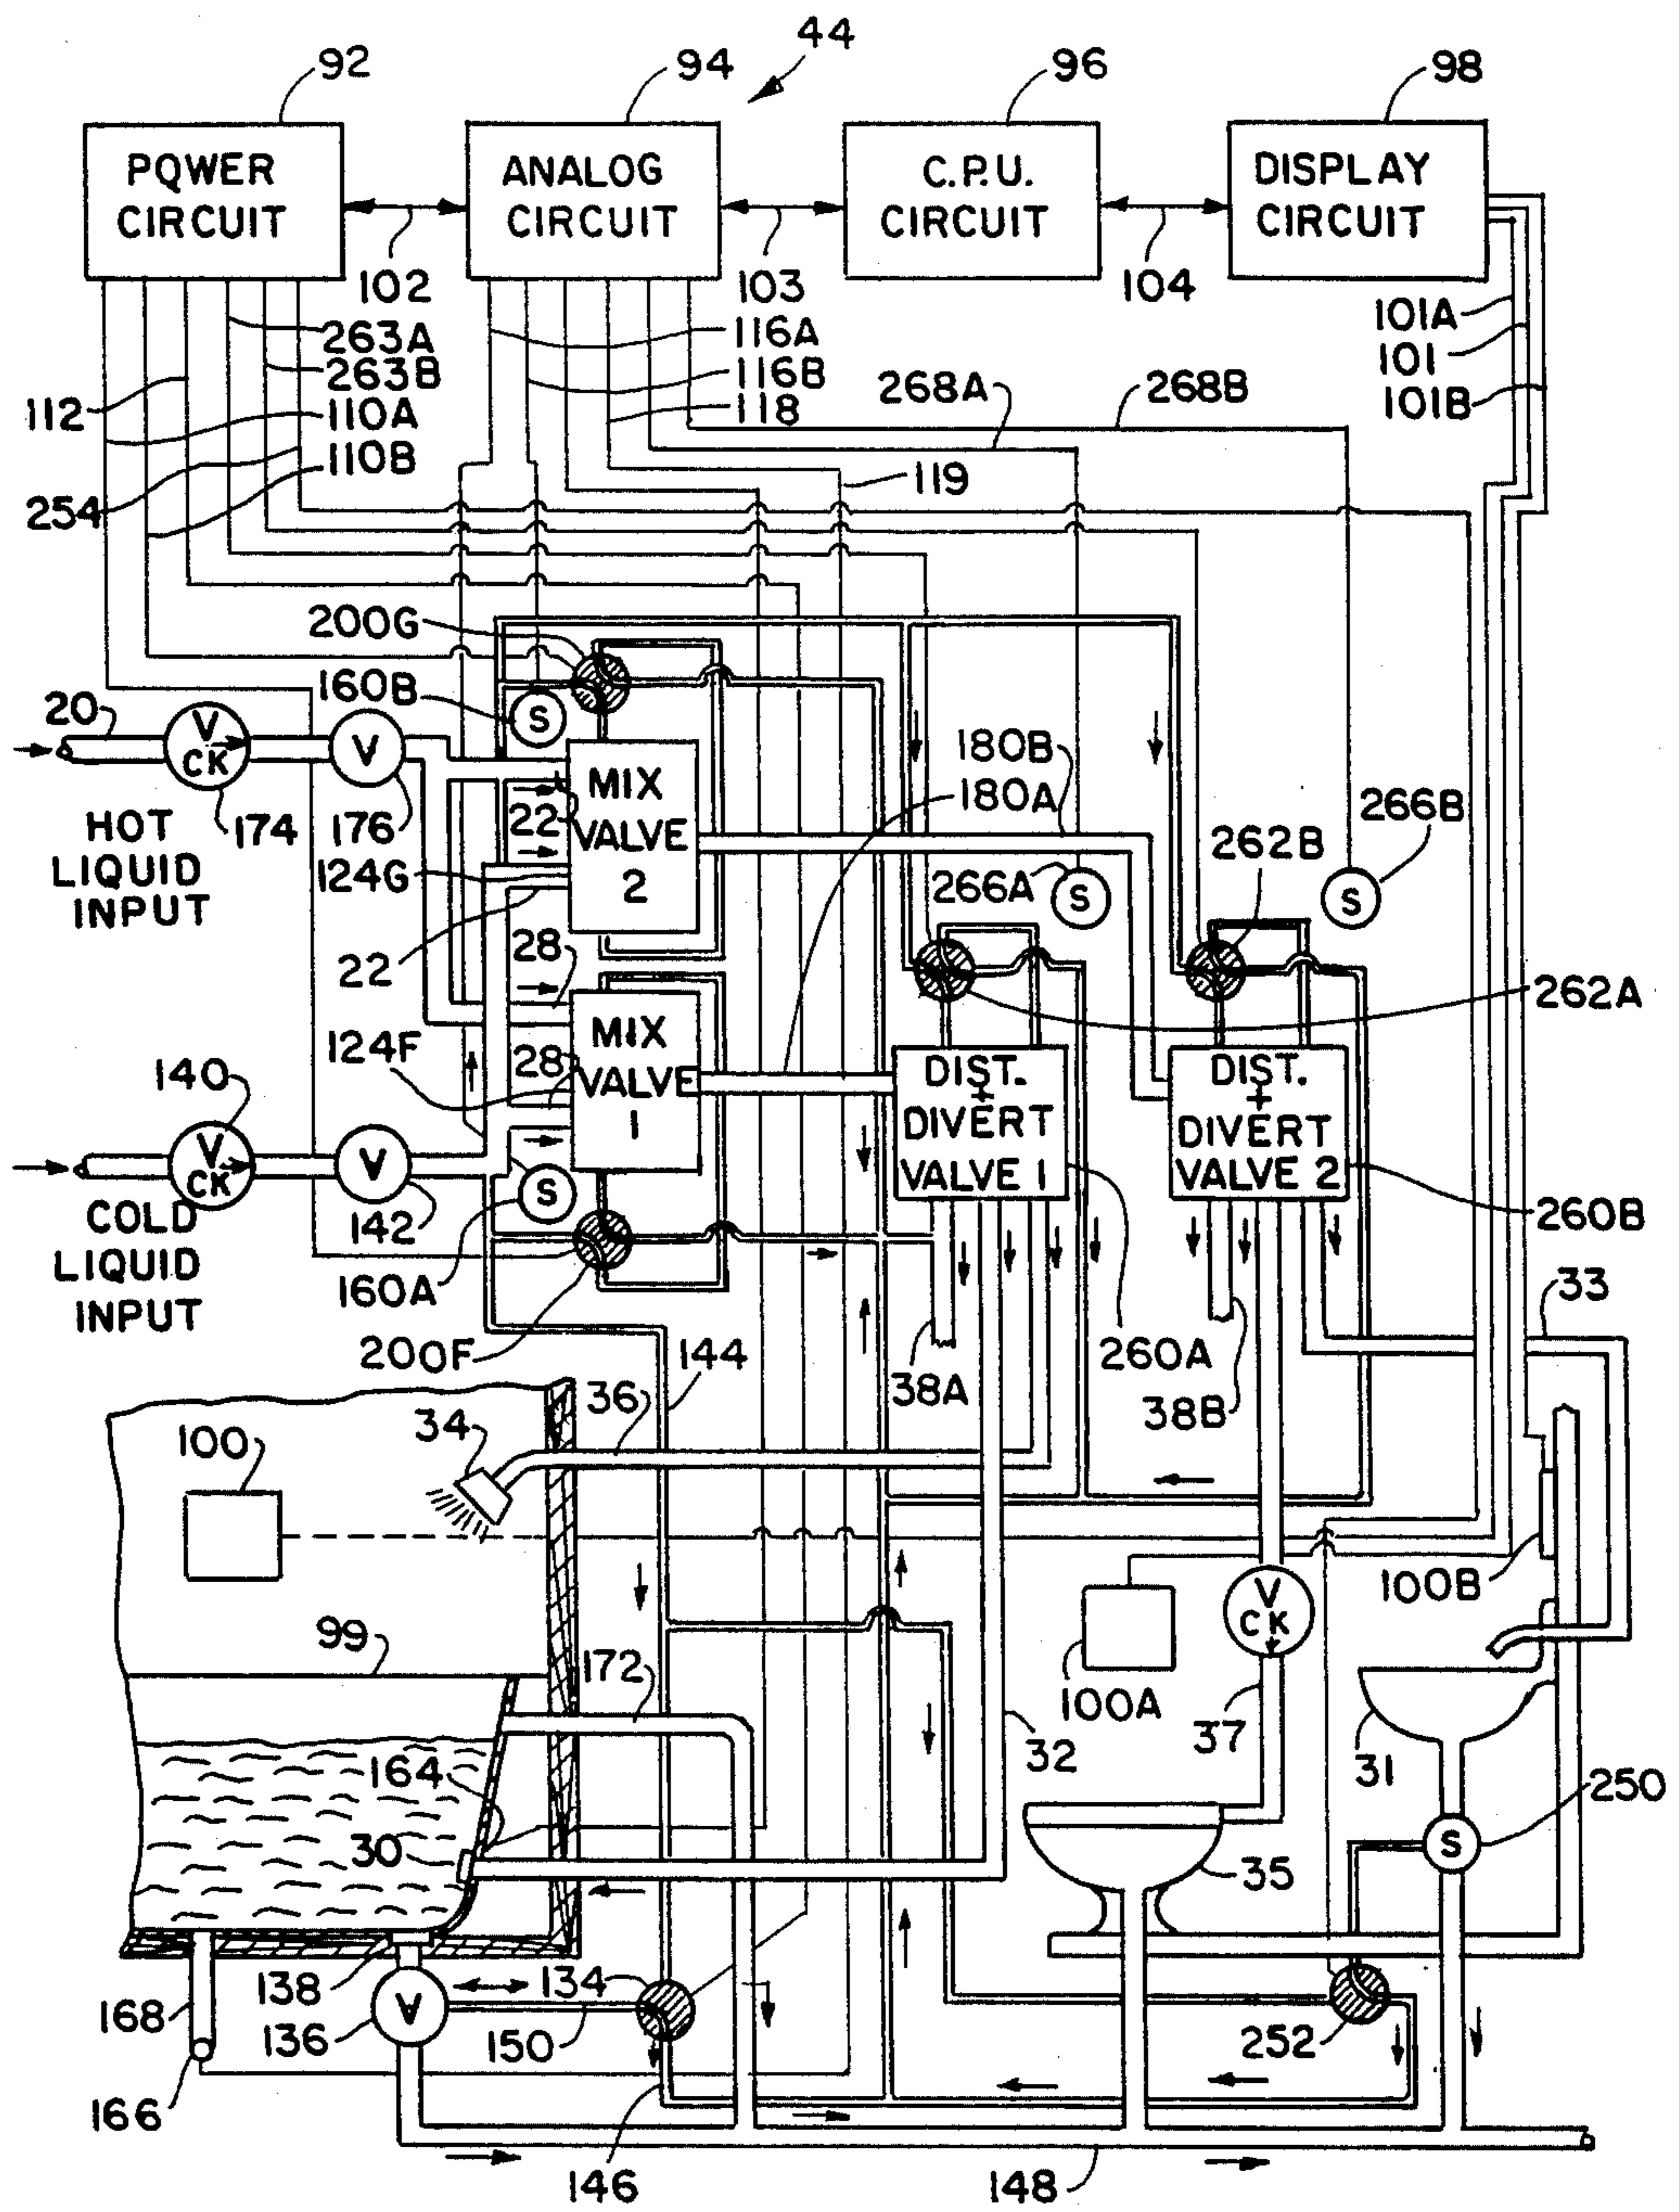 44
92
94
96
98
PQWER
CIRCUIT
ANALOG
CIRCUIT
C.P.U.
CIRCUIT
DISPLAY
CIRCUIT
102
103
104
263A
263B
112
110A
110B
254
116A
116B
118
119
268A
268B
101A
101
101B
200G
160B
20
V
CK
V
174
176
HOT
LIQUID
INPUT
S
MIX
VALVE
2
22
124G
22
180B
180A
266A
S
262B
266B
S
28
124F
28
MIX
VALVE
1
262A
140
V
CK
V
142
COLD
LIQUID
INPUT
S
160A
200F
DIST.
+
DIVERT
VALVE 1
DIST.
+
DIVERT
VALVE 2
260B
260A
38A
38B
33
144
36
34
100
100B
V
CK
100A
99
172
164
30
32
37
31
250
S
35
138
134
V
136
168
150
166
252
146
148